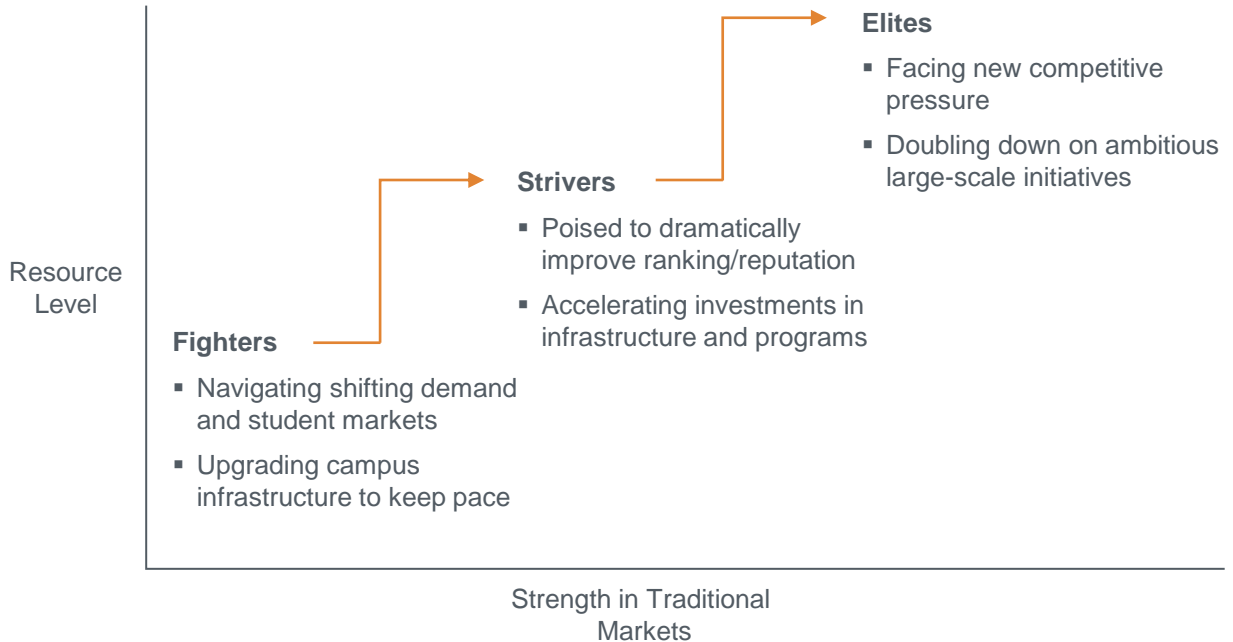 Elites
▪ Facing new competitive
pressure
▪ Doubling down on ambitious
large-scale initiatives
Strivers
▪ Poised to dramatically
improve ranking/reputation
▪ Accelerating investments in
infrastructure and programs
Resource
Level
Fighters
▪ Navigating shifting demand
and student markets
▪ Upgrading campus
infrastructure to keep pace
Strength in Traditional
Markets